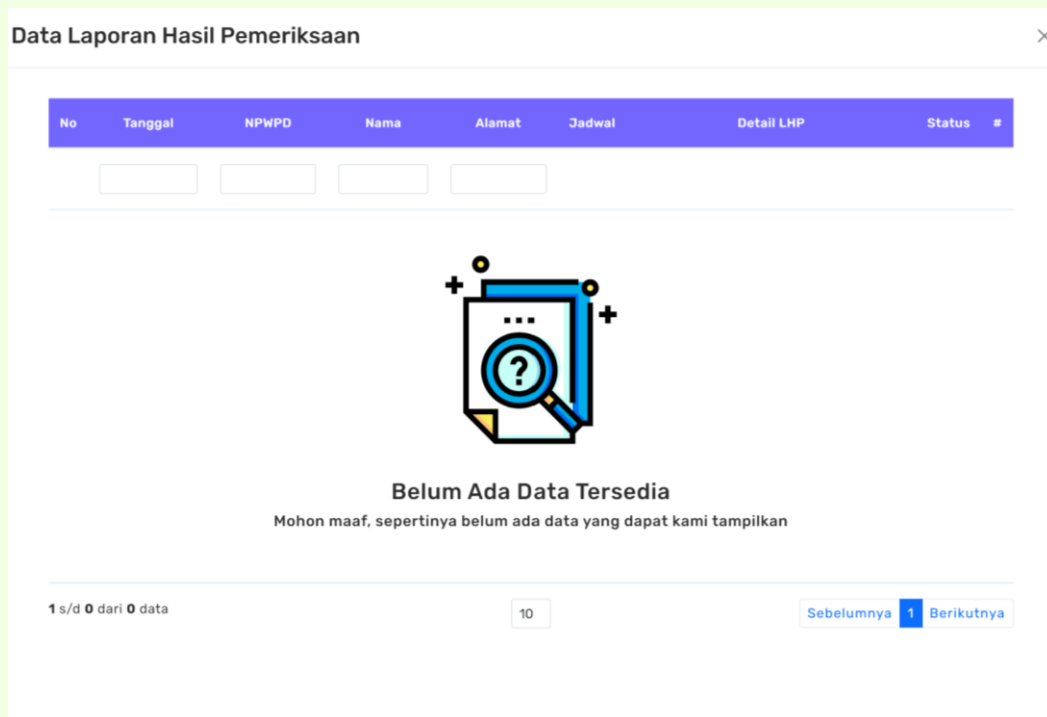 Data Laporan Hasil Pemeriksaan
No Tanggal NPWPD Nama Alamat Jadwal Detail LHP Status #
?
Belum Ada Data Tersedia
Mohon maaf, sepertinya belum ada data yang dapat kami tampilkan
1 s/d 0 dari 0 data 10 Sebelumnya 1 Berikutnya